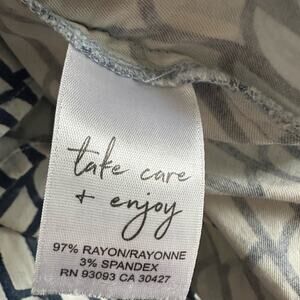 take care
+ enjoy
97% RAYON/RAYONNE
3% SPANDEX
RN 93093 CA 30427